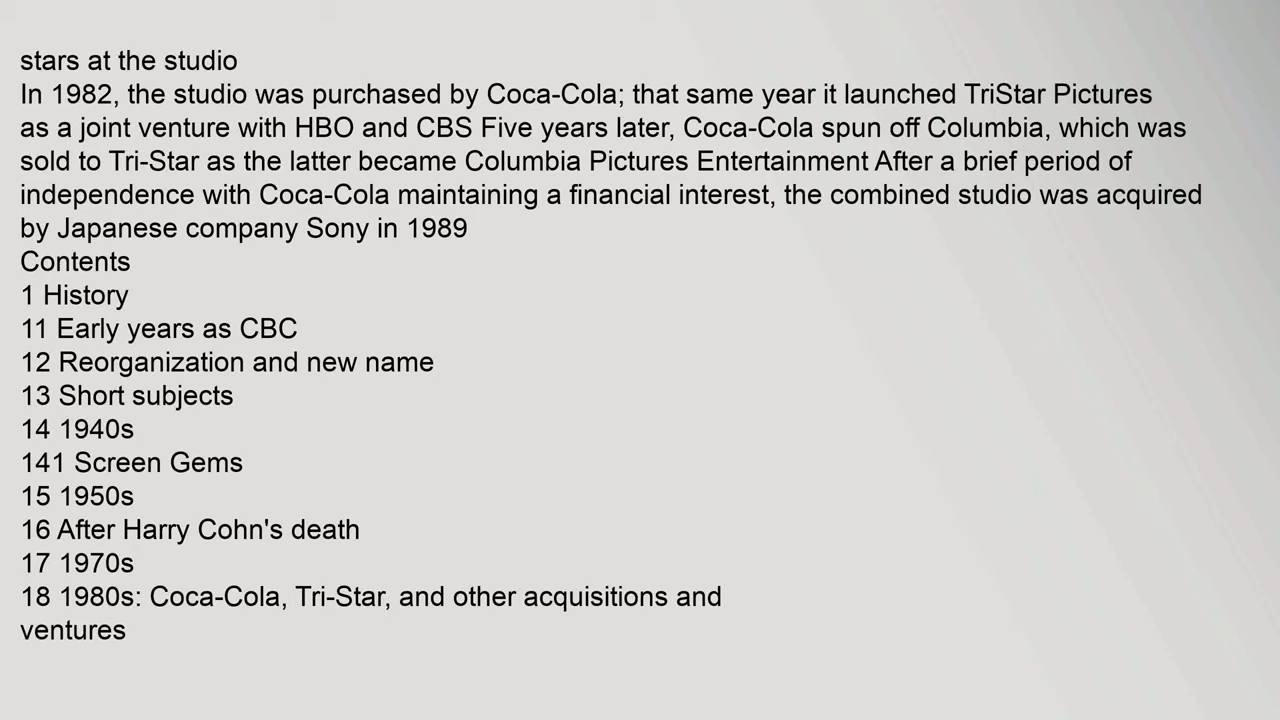 stars at the studio
In 1982, the studio was purchased by Coca-Cola; that same year it launched TriStar Pictures
as a joint venture with HBO and CBS Five years later, Coca-Cola spun off Columbia, which was
sold to Tri-Star as the latter became Columbia Pictures Entertainment After a brief period of
independence with Coca-Cola maintaining a financial interest, the combined studio was acquired
by Japanese company Sony in 1989
Contents
1 History
11 Early years as CBC
12 Reorganization and new name
13 Short subjects
14 1940s
141 Screen Gems
15 1950s
16 After Harry Cohn's death
17 1970s
18 1980s: Coca-Cola, Tri-Star, and other acquisitions and
ventures